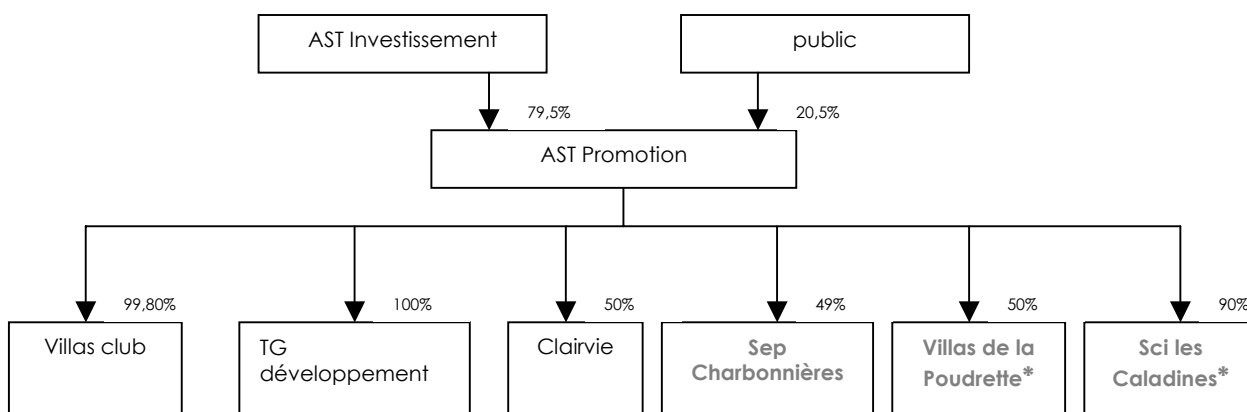 AST Investissement
public
79,5%
20,5%
AST Promotion
99,80%
100%
50%
49%
50%
90%
Villas club
TG
développement
Clairvie
Sep
Charbonnières
Villas de la
Poudrette*
Sci les
Caladines*